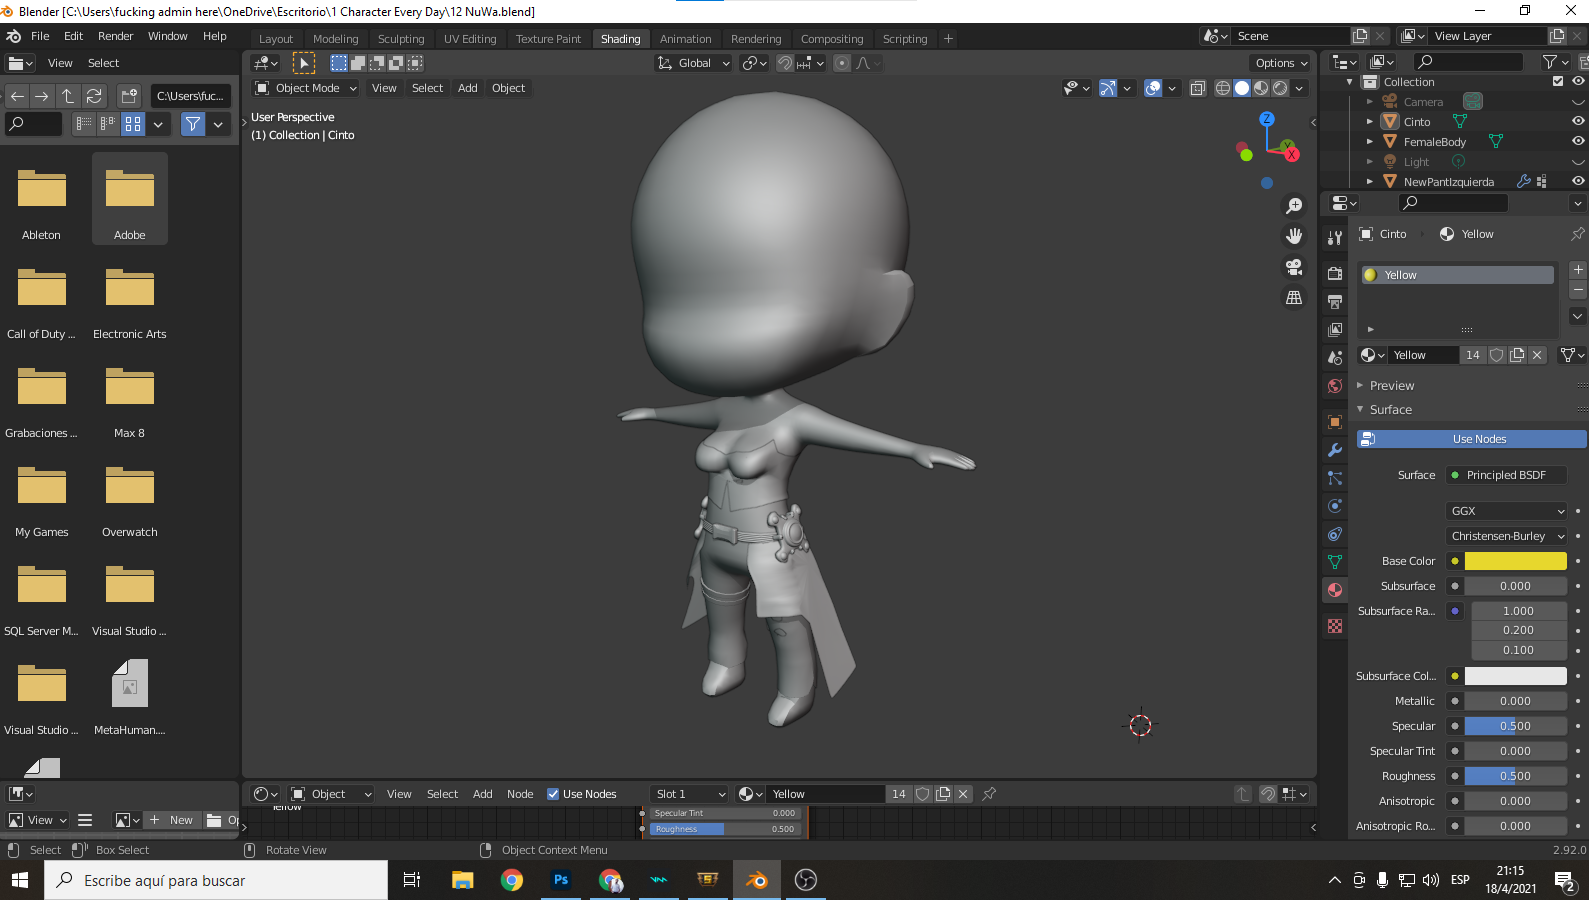 Blender [C:\Users\fucking admin here\OneDrive\Escritorio\1 Character Every Day\12 NuWa.blend]
File Edit Render Window Help
Layout Modeling Sculpting UV Editing Texture Paint Shading Animation Rendering Compositing Scripting +
Scene
View Layer
View Select
Global
Options
C:\Users\fuc...
Object Mode View Select Add Object
User Perspective
(1) Collection | Cinto
Z
Y
X
Ableton
Adobe
Call of Duty ...
Electronic Arts
Grabaciones ...
Max 8
My Games
Overwatch
SQL Server M...
Visual Studio ...
Visual Studio ...
MetaHuman....
Collection
Camera
Cinto
FemaleBody
Light
NewPantIzquierda
Cinto
Yellow
Yellow
Yellow 14
Preview
Surface
Use Nodes
Surface Principled BSDF
GGX
Christensen-Burley
Base Color
Subsurface 0.000
Subsurface Ra... 1.000
0.200
0.100
Subsurface Col...
Metallic 0.000
Specular 0.500
Specular Tint 0.000
Roughness 0.500
Anisotropic 0.000
Anisotropic Ro... 0.000
Object View Select Add Node Use Nodes Slot 1 Yellow 14
Yellow
Specular Tint 0.000
Roughness 0.500
View New Op
Select Box Select Rotate View Object Context Menu
2.92.0
Escribe aquí para buscar
Ps
ESP
21:15
18/4/2021
2